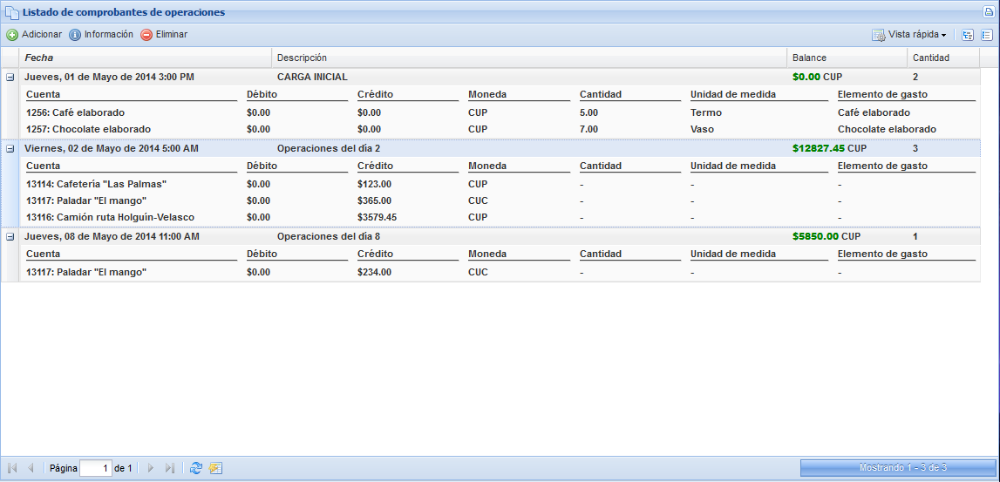 Listado de comprobantes de operaciones
Adicionar Información Eliminar Vista rápida
Fecha Descripción Balance Cantidad
Jueves, 01 de Mayo de 2014 3:00 PM CARGA INICIAL $0.00 CUP 2
Cuenta Débito Crédito Moneda Cantidad Unidad de medida Elemento de gasto
1256: Café elaborado $0.00 $0.00 CUP 5.00 Termo Café elaborado
1257: Chocolate elaborado $0.00 $0.00 CUP 7.00 Vaso Chocolate elaborado
Viernes, 02 de Mayo de 2014 5:00 AM Operaciones del día 2 $12827.45 CUP 3
Cuenta Débito Crédito Moneda Cantidad Unidad de medida Elemento de gasto
13114: Cafetería "Las Palmas" $0.00 $123.00 CUP - - -
13117: Paladar "El mango" $0.00 $365.00 CUC - - -
13116: Camión ruta Holguín-Velasco $0.00 $3579.45 CUP - - -
Jueves, 08 de Mayo de 2014 11:00 AM Operaciones del día 8 $5850.00 CUP 1
Cuenta Débito Crédito Moneda Cantidad Unidad de medida Elemento de gasto
13117: Paladar "El mango" $0.00 $234.00 CUC - - -
Página 1 de 1 Mostrando 1 - 3 de 3